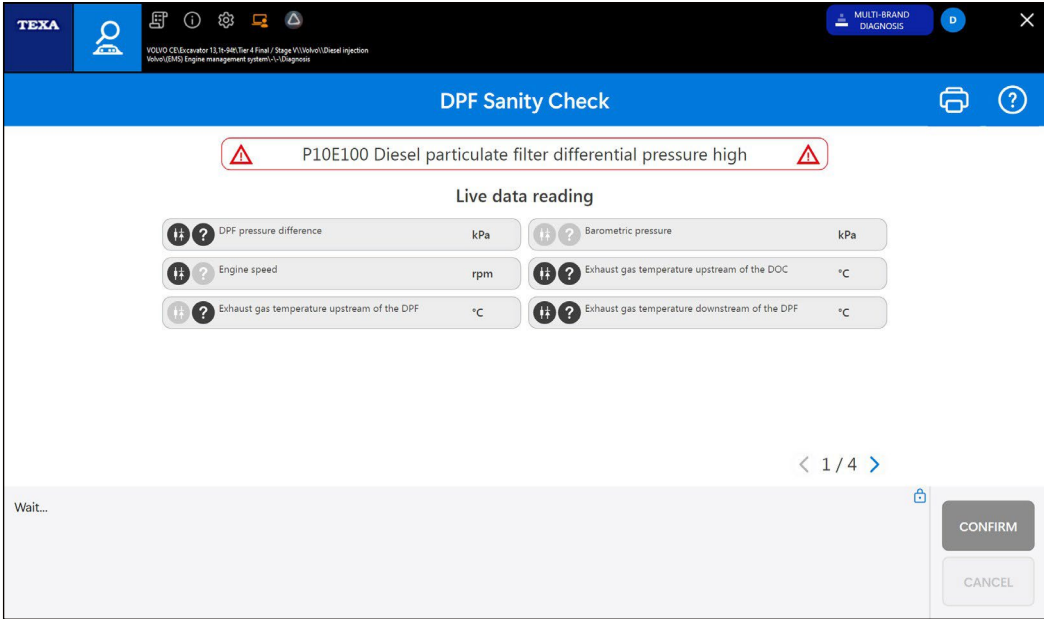 TEXA
MULTI-BRAND
DIAGNOSIS
D
VOLVO CE\Excavator 13,1t-94t\Tier 4 Final / Stage V\\Volvo\\Diesel injection
Volvo\(EMS) Engine management system\-\-\Diagnosis
DPF Sanity Check
P10E100 Diesel particulate filter differential pressure high
Live data reading
DPF pressure difference kPa
Barometric pressure kPa
Engine speed rpm
Exhaust gas temperature upstream of the DOC °C
Exhaust gas temperature upstream of the DPF °C
Exhaust gas temperature downstream of the DPF °C
1 / 4
Wait...
CONFIRM
CANCEL